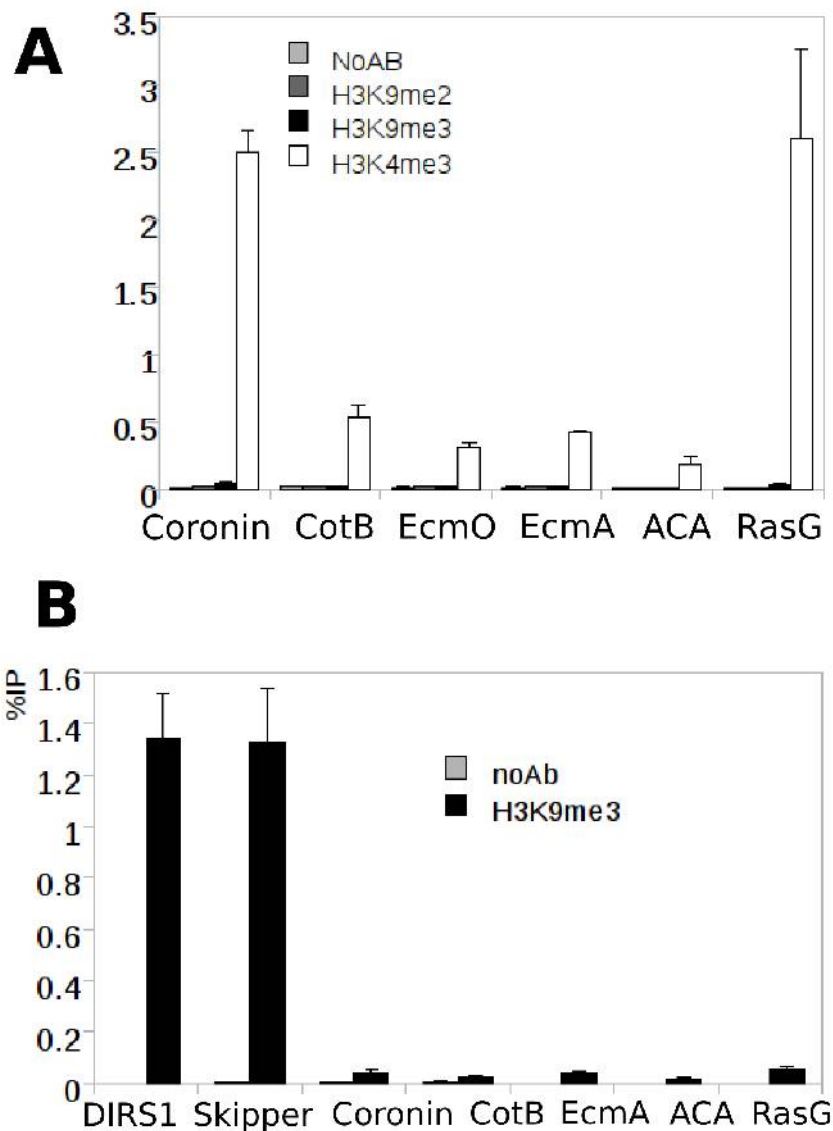 A
3.5
3
2.5
2
1.5
1
0.5
0
NoAB
H3K9me2
H3K9me3
H3K4me3
Coronin CotB EcmO EcmA ACA RasG
B
%IP
1.6
1.4
1.2
1
0.8
0.6
0.4
0.2
0
noAb
H3K9me3
DIRS1 Skipper Coronin CotB EcmA ACA RasG